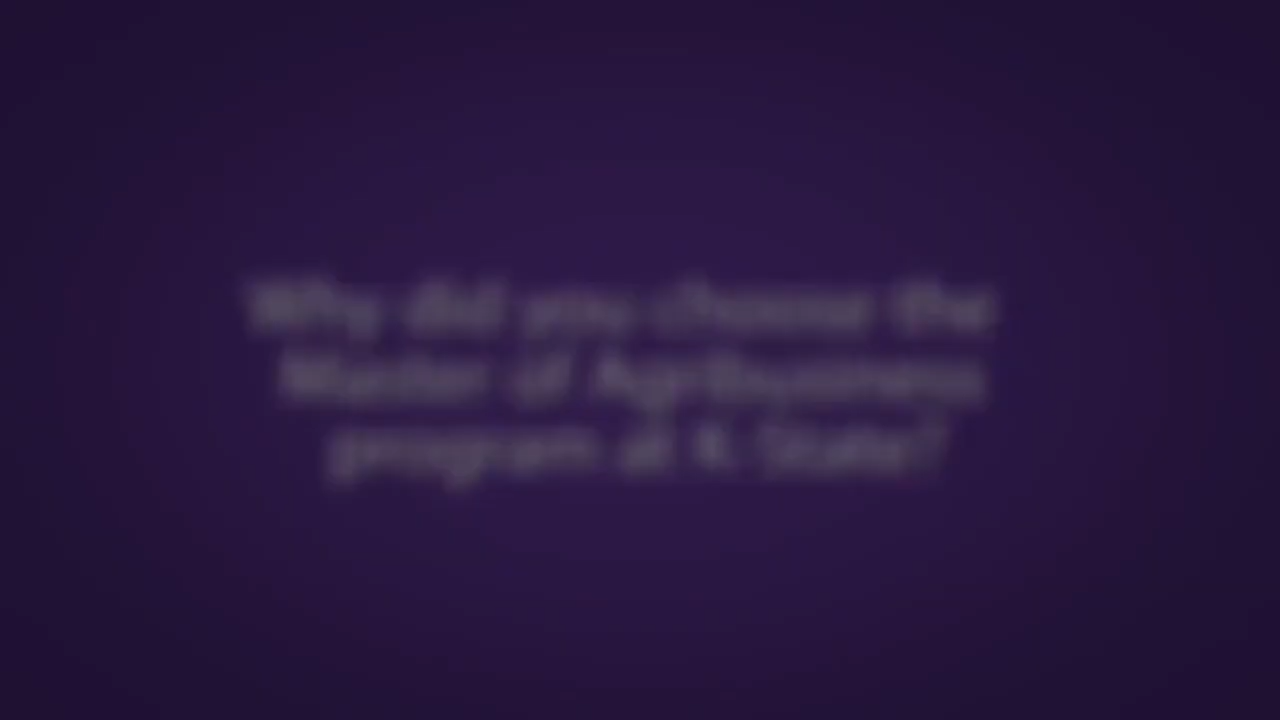 Why did you choose the
Master of Agribusiness
program at K-State?